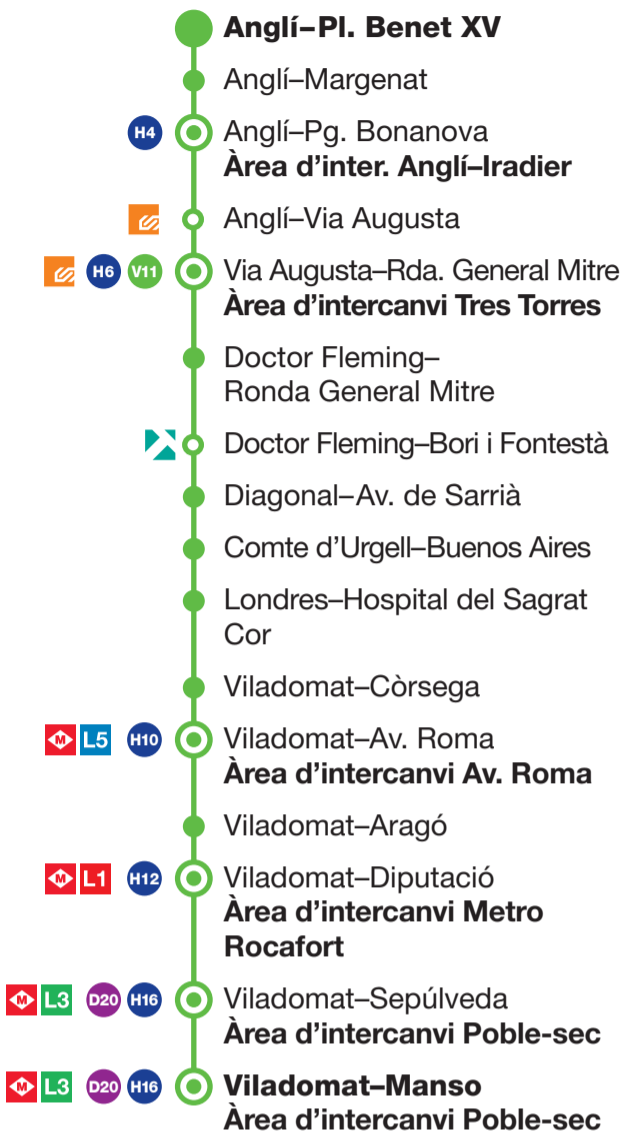 Anglí–Pl. Benet XV
Anglí–Margenat
H4 Anglí–Pg. Bonanova
Àrea d’inter. Anglí–Iradier
Anglí–Via Augusta
H6 V11 Via Augusta–Rda. General Mitre
Àrea d’intercanvi Tres Torres
Doctor Fleming–
Ronda General Mitre
Doctor Fleming–Bori i Fontestà
Diagonal–Av. de Sarrià
Comte d’Urgell–Buenos Aires
Londres–Hospital del Sagrat
Cor
Viladomat–Còrsega
M L5 H10 Viladomat–Av. Roma
Àrea d’intercanvi Av. Roma
Viladomat–Aragó
M L1 H12 Viladomat–Diputació
Àrea d’intercanvi Metro
Rocafort
M L3 D20 H16 Viladomat–Sepúlveda
Àrea d’intercanvi Poble-sec
M L3 D20 H16 Viladomat–Manso
Àrea d’intercanvi Poble-sec